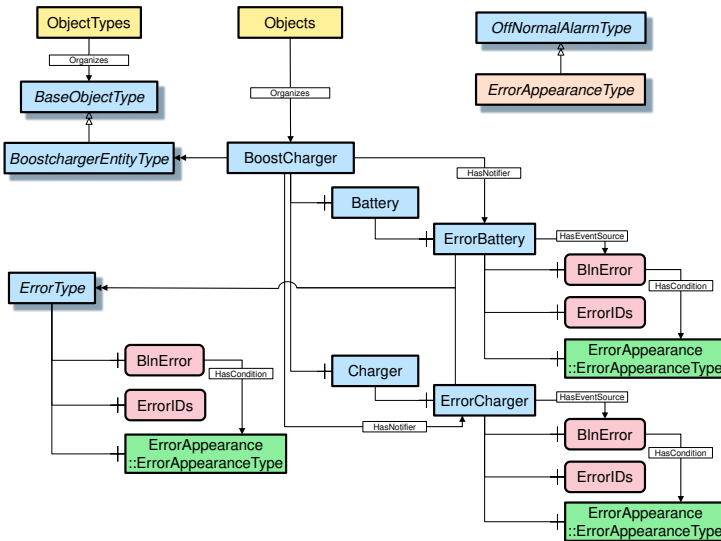 ObjectTypes
Objects
OffNormalAlarmType
Organizes
BaseObjectType
ErrorAppearanceType
Organizes
BoostchargerEntityType
BoostCharger
HasNotifier
Battery
ErrorBattery
HasEventSource
BlnError
HasCondition
ErrorType
ErrorIDs
BlnError
HasCondition
ErrorAppearance
::ErrorAppearanceType
Charger
ErrorIDs
ErrorCharger
HasEventSource
HasNotifier
BlnError
ErrorAppearance
::ErrorAppearanceType
HasCondition
ErrorIDs
ErrorAppearance
::ErrorAppearanceType